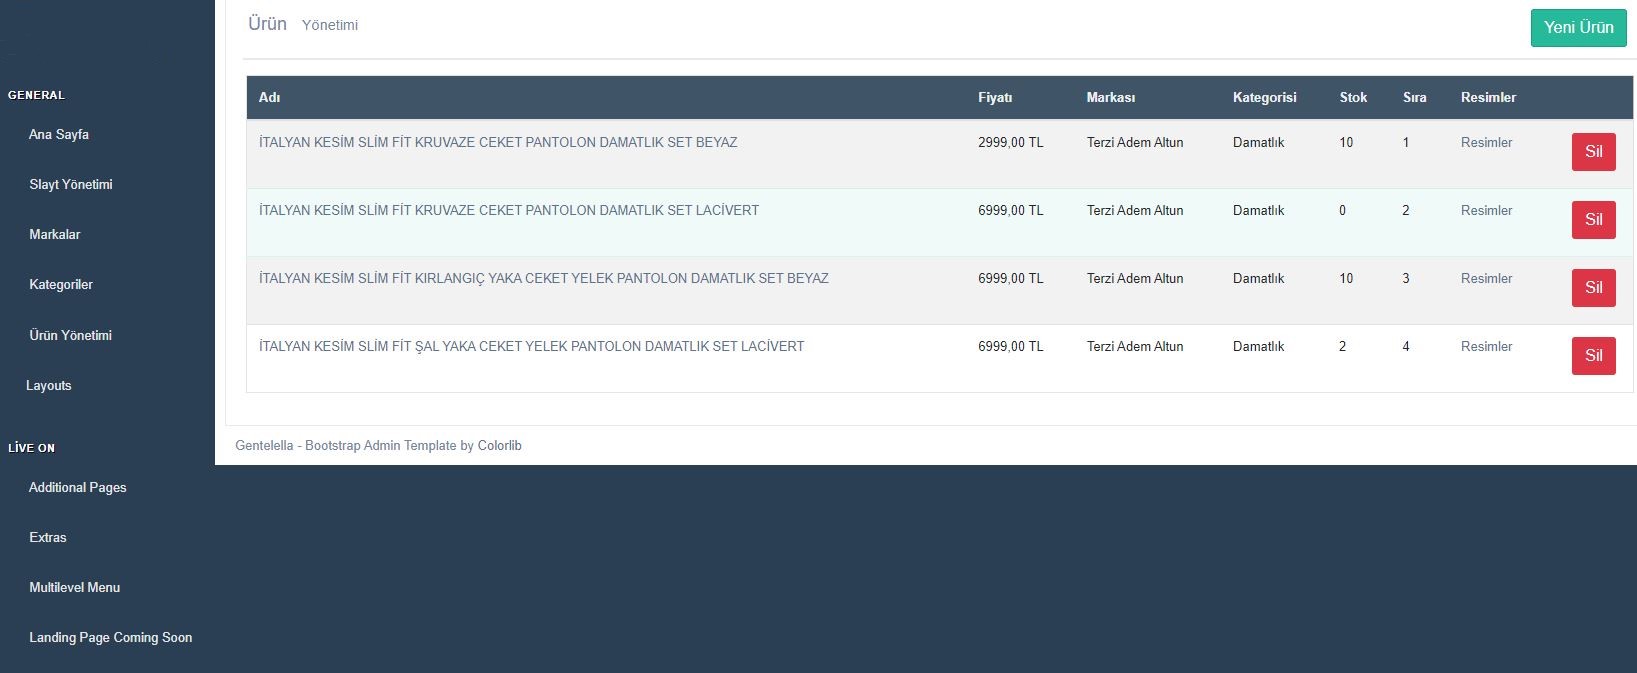 Ürün Yönetimi
Yeni Ürün
GENERAL
Ana Sayfa
Slayt Yönetimi
Markalar
Kategoriler
Ürün Yönetimi
Layouts
LİVE ON
Additional Pages
Extras
Multilevel Menu
Landing Page Coming Soon
Adı Fiyatı Markası Kategorisi Stok Sıra Resimler
İTALYAN KESİM SLİM FİT KRUVAZE CEKET PANTOLON DAMATLIK SET BEYAZ 2999,00 TL Terzi Adem Altun Damatlık 10 1 Resimler Sil
İTALYAN KESİM SLİM FİT KRUVAZE CEKET PANTOLON DAMATLIK SET LACİVERT 6999,00 TL Terzi Adem Altun Damatlık 0 2 Resimler Sil
İTALYAN KESİM SLİM FİT KIRLANGIÇ YAKA CEKET YELEK PANTOLON DAMATLIK SET BEYAZ 6999,00 TL Terzi Adem Altun Damatlık 10 3 Resimler Sil
İTALYAN KESİM SLİM FİT ŞAL YAKA CEKET YELEK PANTOLON DAMATLIK SET LACİVERT 6999,00 TL Terzi Adem Altun Damatlık 2 4 Resimler Sil
Gentelella - Bootstrap Admin Template by Colorlib